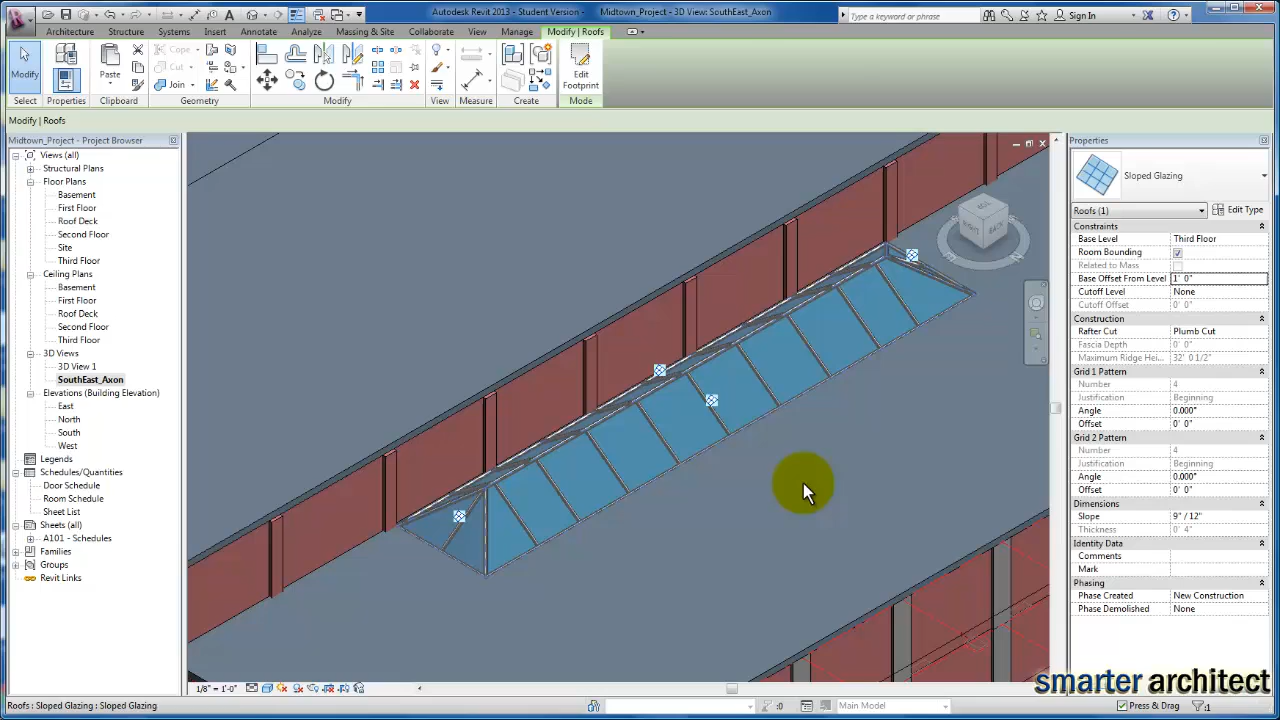 Autodesk Revit 2013 - Student Version - Midtown_Project - 3D View: SouthEast_Axon
Type a keyword or phrase
Sign In
Architecture Structure Systems Insert Annotate Analyze Massing & Site Collaborate View Manage Modify | Roofs
Modify
Paste
Cope
Cut
Join
Edit
Footprint
Select Properties Clipboard Geometry Modify View Measure Create Mode
Modify | Roofs
Midtown_Project - Project Browser
Views (all)
Structural Plans
Floor Plans
Basement
First Floor
Roof Deck
Second Floor
Site
Third Floor
Ceiling Plans
Basement
First Floor
Roof Deck
Second Floor
Third Floor
3D Views
3D View 1
SouthEast_Axon
Elevations (Building Elevation)
East
North
South
West
Legends
Schedules/Quantities
Door Schedule
Room Schedule
Sheet List
Sheets (all)
A101 - Schedules
Families
Groups
Revit Links
RIGHT
BACK
Properties
Sloped Glazing
Roofs (1)
Edit Type
Constraints
Base Level Third Floor
Room Bounding
Related to Mass
Base Offset From Level 1' 0"
Cutoff Level None
Cutoff Offset 0' 0"
Construction
Rafter Cut Plumb Cut
Fascia Depth 0' 0"
Maximum Ridge Hei... 32' 0 1/2"
Grid 1 Pattern
Number 4
Justification Beginning
Angle 0.000°
Offset 0' 0"
Grid 2 Pattern
Number 4
Justification Beginning
Angle 0.000°
Offset 0' 0"
Dimensions
Slope 9" / 12"
Thickness 0' 4"
Identity Data
Comments
Mark
Phasing
Phase Created New Construction
Phase Demolished None
1/8" = 1'-0"
smarter architect
Roofs : Sloped Glazing : Sloped Glazing
:0
Main Model
Press & Drag
:1